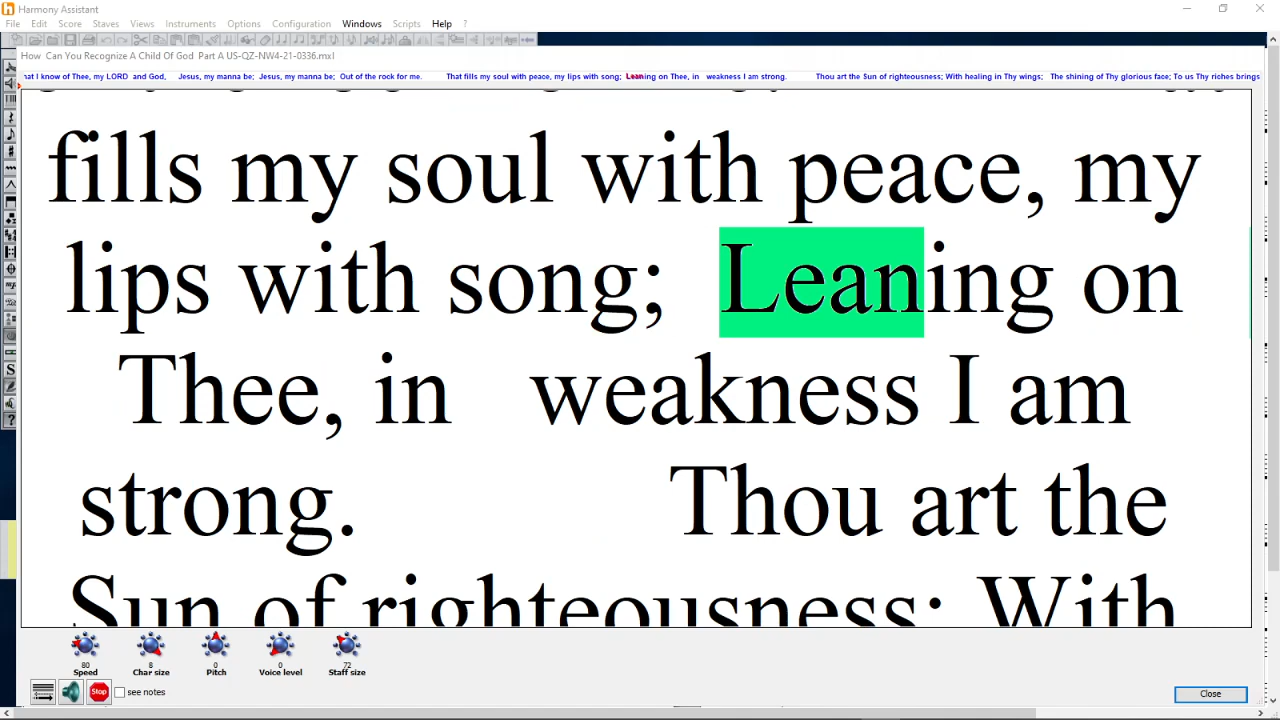 Harmony Assistant
File Edit Score Staves Views Instruments Options Configuration Windows Scripts Help ?
How Can You Recognize A Child Of God Part A US-QZ-NW4-21-0336.mxl
hat I know of Thee, my LORD and God, Jesus, my manna be; Jesus, my manna be; Out of the rock for me. That fills my soul with peace, my lips with song; Leaning on Thee, in weakness I am strong. Thou art the Sun of righteousness; With healing in Thy wings; The shining of Thy glorious face; To us Thy riches brings
fills my soul with peace, my
lips with song; Leaning on
Thee, in weakness I am
strong. Thou art the
Sun of righteousness; With
80 8 0 0 72
Speed Char size Pitch Voice level Staff size
Stop see notes Close